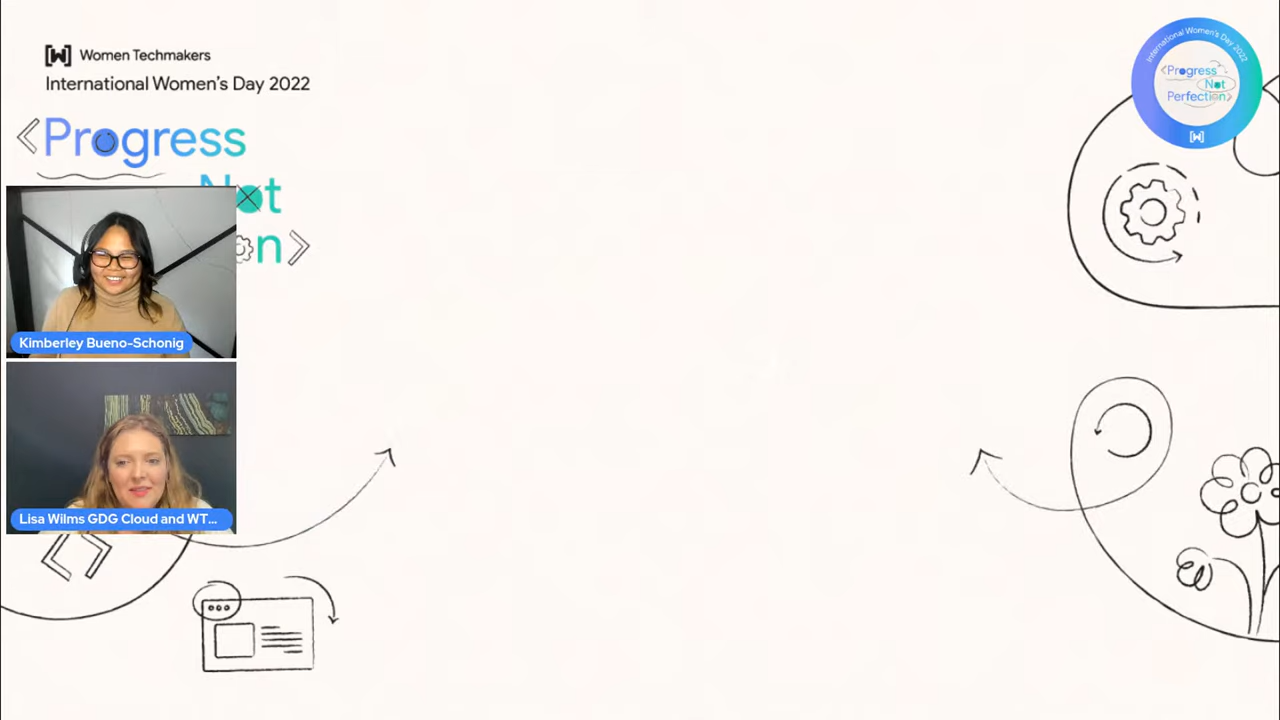 Women Techmakers
International Women's Day 2022
<Progress
Not
n>
Kimberley Bueno-Schonig
Lisa Wilms GDG Cloud and WT...
International Women's Day 2022
<Progress
Not
Perfection>